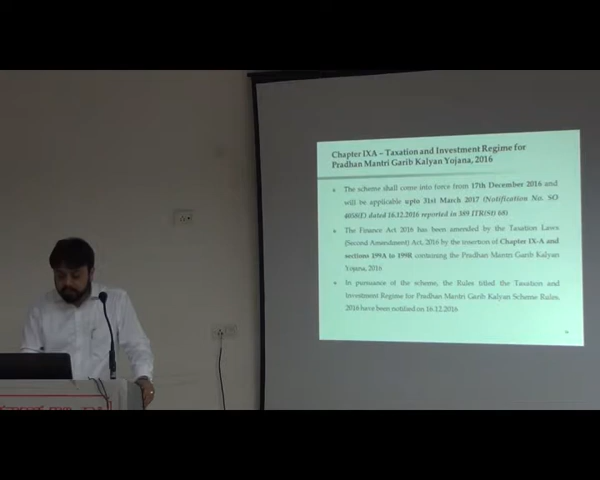 Chapter IXA – Taxation and Investment Regime for
Pradhan Mantri Garib Kalyan Yojana, 2016
The scheme shall come into force from 17th December 2016 and
will be applicable upto 31st March 2017 (Notification No. SO
4058(E) dated 16.12.2016 reported in 389 ITR(St) 68)
The Finance Act 2016 has been amended by the Taxation Laws
(Second Amendment) Act, 2016 by the insertion of Chapter IX-A and
sections 199A to 199R containing the Pradhan Mantri Garib Kalyan
Yojana, 2016
In pursuance of the scheme, the Rules titled the Taxation and
Investment Regime for Pradhan Mantri Garib Kalyan Scheme Rules,
2016 have been notified on 16.12.2016